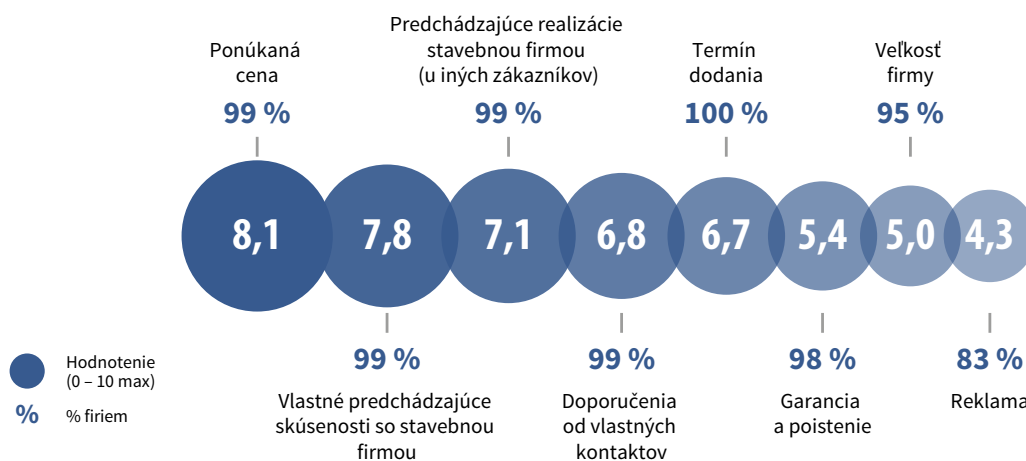 Ponúkaná
cena
99 %
Predchádzajúce realizácie
stavebnou firmou
(u iných zákazníkov)
99 %
Termín
dodania
100 %
Veľkosť
firmy
95 %
8,1
7,8
7,1
6,8
6,7
5,4
5,0
4,3
Hodnotenie
(0 – 10 max)
% % firiem
99 %
Vlastné predchádzajúce
skúsenosti so stavebnou
firmou
99 %
Doporučenia
od vlastných
kontaktov
98 %
Garancia
a poistenie
83 %
Reklama